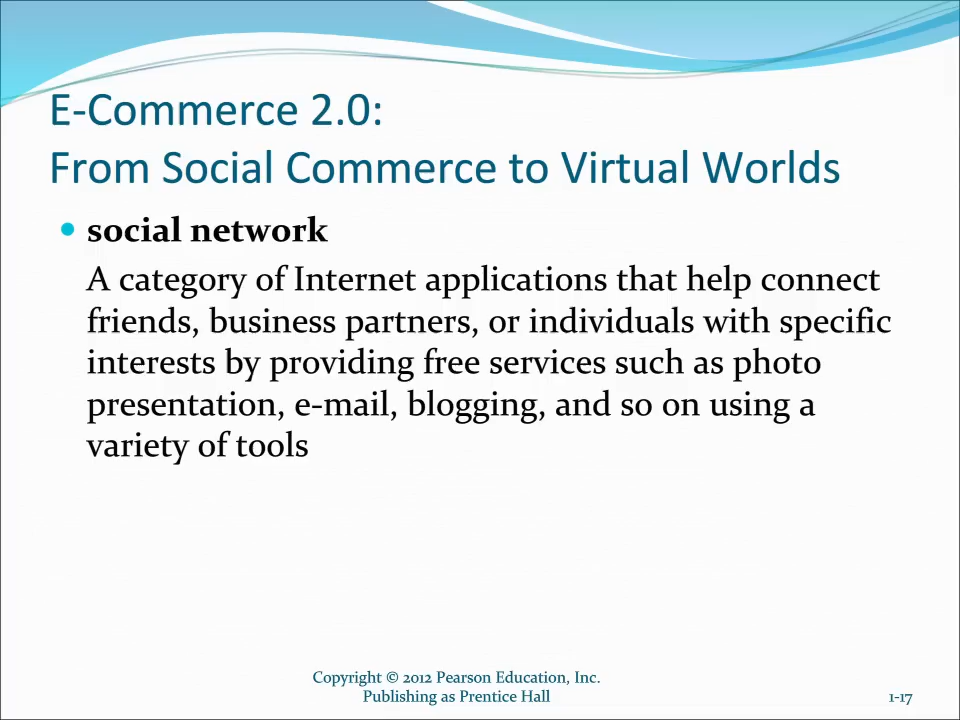 E-Commerce 2.0:
From Social Commerce to Virtual Worlds
• social network
A category of Internet applications that help connect
friends, business partners, or individuals with specific
interests by providing free services such as photo
presentation, e-mail, blogging, and so on using a
variety of tools
Copyright © 2012 Pearson Education, Inc.
Publishing as Prentice Hall
1-17